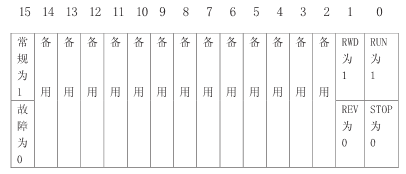 15 14 13 12 11 10 9 8 7 6 5 4 3 2 1 0
常规为1 备用 备用 备用 备用 备用 备用 备用 备用 备用 备用 备用 备用 备用 RWD为1 RUN为1
故障为0 REV为0 STOP为0